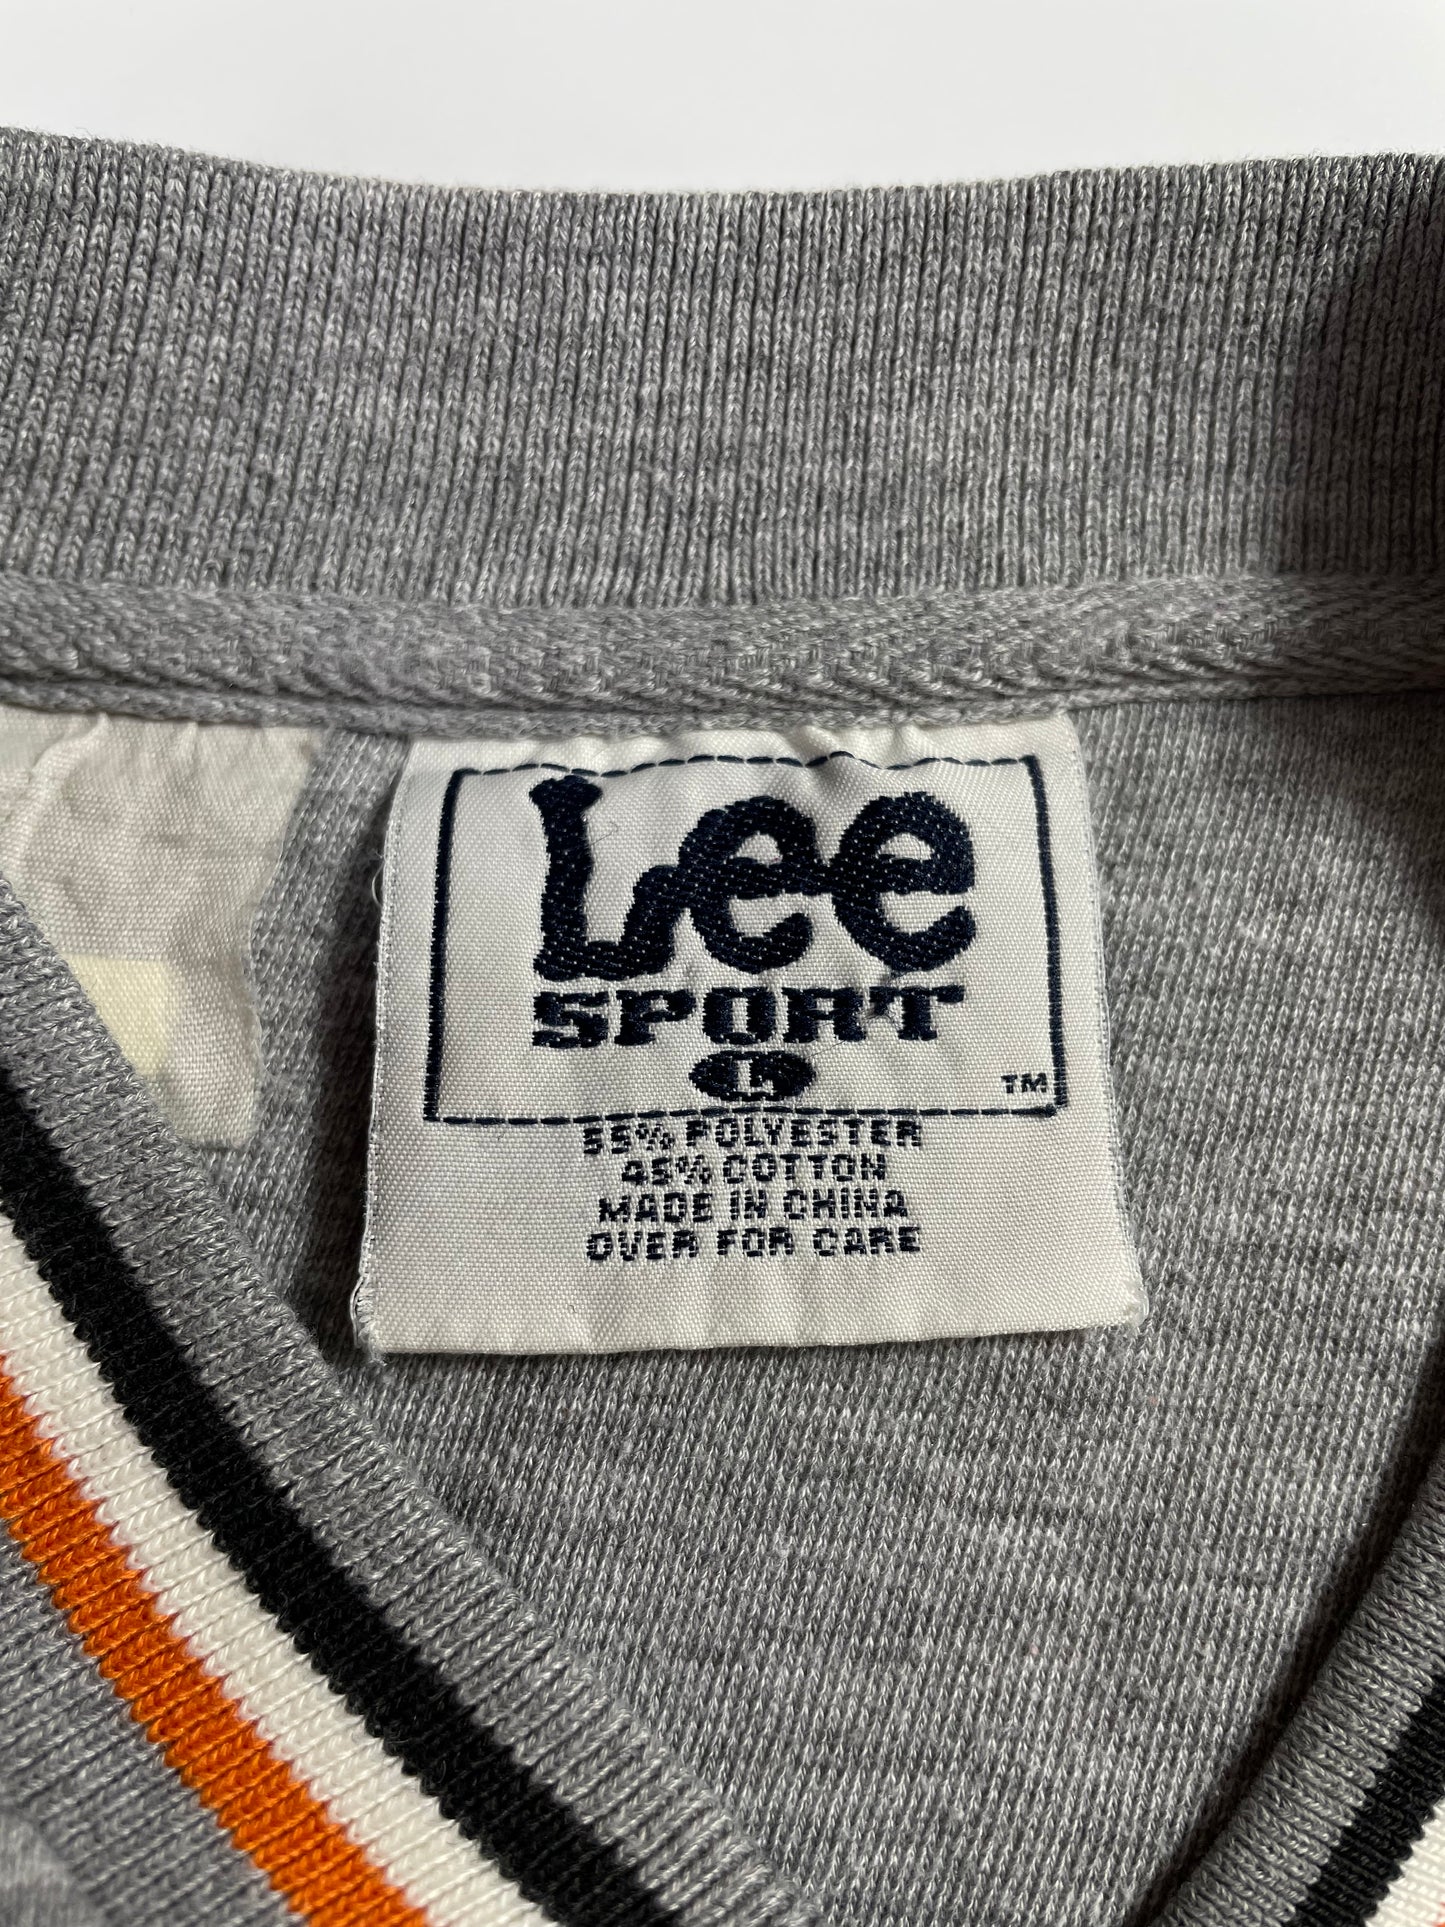 Lee
SPORT
L
TM
55% POLYESTER
45% COTTON
MADE IN CHINA
OVER FOR CARE